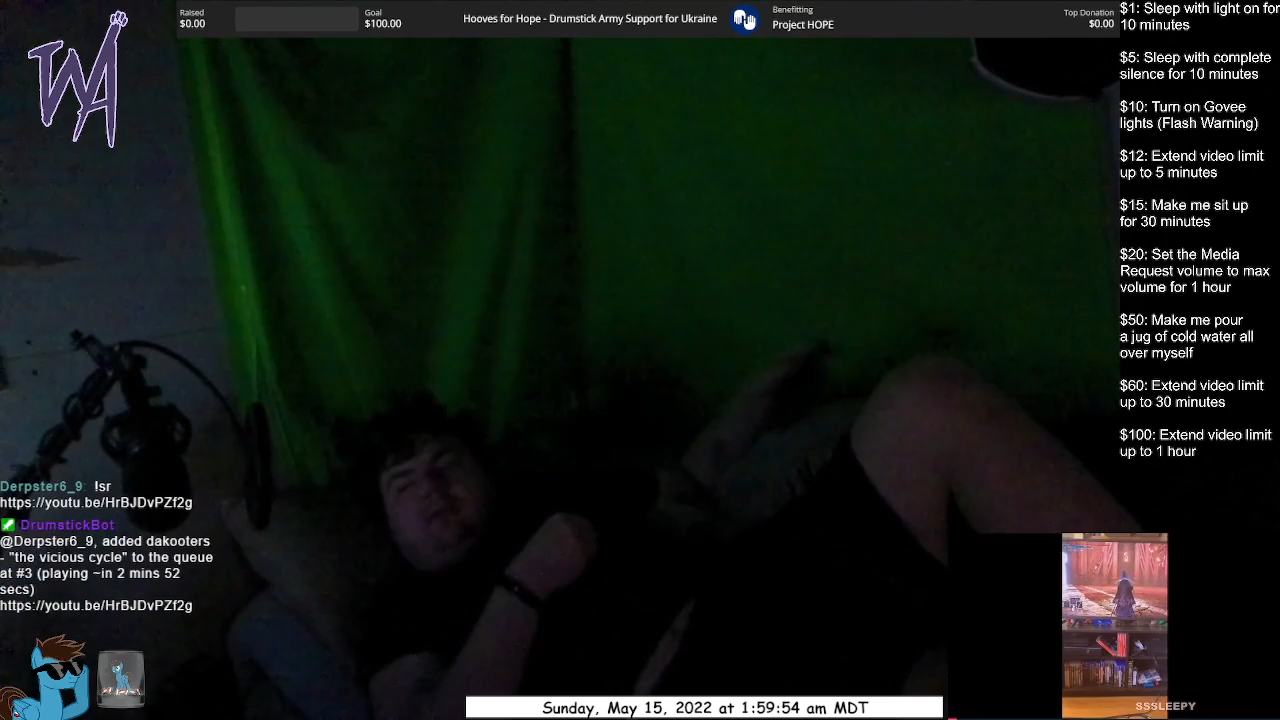 Raised
$0.00
Goal
$100.00
Hooves for Hope - Drumstick Army Support for Ukraine
Benefitting
Project HOPE
Top Donation
$0.00
$1: Sleep with light on for
10 minutes
$5: Sleep with complete
silence for 10 minutes
$10: Turn on Govee
lights (Flash Warning)
$12: Extend video limit
up to 5 minutes
$15: Make me sit up
for 30 minutes
$20: Set the Media
Request volume to max
volume for 1 hour
$50: Make me pour
a jug of cold water all
over myself
$60: Extend video limit
up to 30 minutes
$100: Extend video limit
up to 1 hour
Derpster6_9: !sr
https://youtu.be/HrBJDvPZf2g
DrumstickBot
@Derpster6_9, added dakooters
- "the vicious cycle" to the queue
at #3 (playing ~in 2 mins 52
secs)
https://youtu.be/HrBJDvPZf2g
Sunday, May 15, 2022 at 1:59:54 am MDT
SSSLEEPY